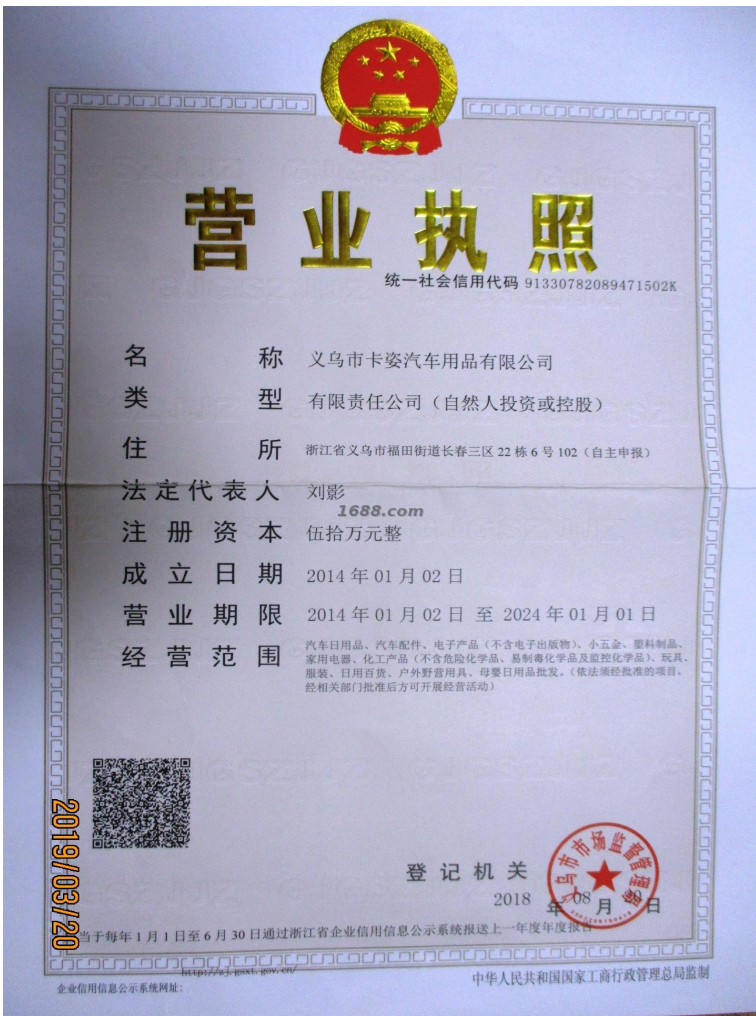 营业执照
统一社会信用代码 91330782089471502K
名称 义乌市卡姿汽车用品有限公司
类型 有限责任公司（自然人投资或控股）
住所 浙江省义乌市福田街道长春三区22栋6号102（自主申报）
法定代表人 刘影
1688.com
注册资本 伍拾万元整
成立日期 2014年01月02日
营业期限 2014年01月02日至2024年01月01日
经营范围 汽车日用品、汽车配件、电子产品（不含电子出版物）、小五金、塑料制品、
家用电器、化工产品（不含危险化学品、易制毒化学品及监控化学品）、玩具、
服装、日用百货、户外野营用具、母婴日用品批发。（依法须经批准的项目，
经相关部门批准后方可开展经营活动）
2019/03/20
登记机关
义乌市市场监督管理局
2018年08月日
当于每年1月1日至6月30日通过浙江省企业信用信息公示系统报送上一年度年度报告
http://zj.gsxt.gov.cn/
企业信用信息公示系统网址：
中华人民共和国国家工商行政管理总局监制